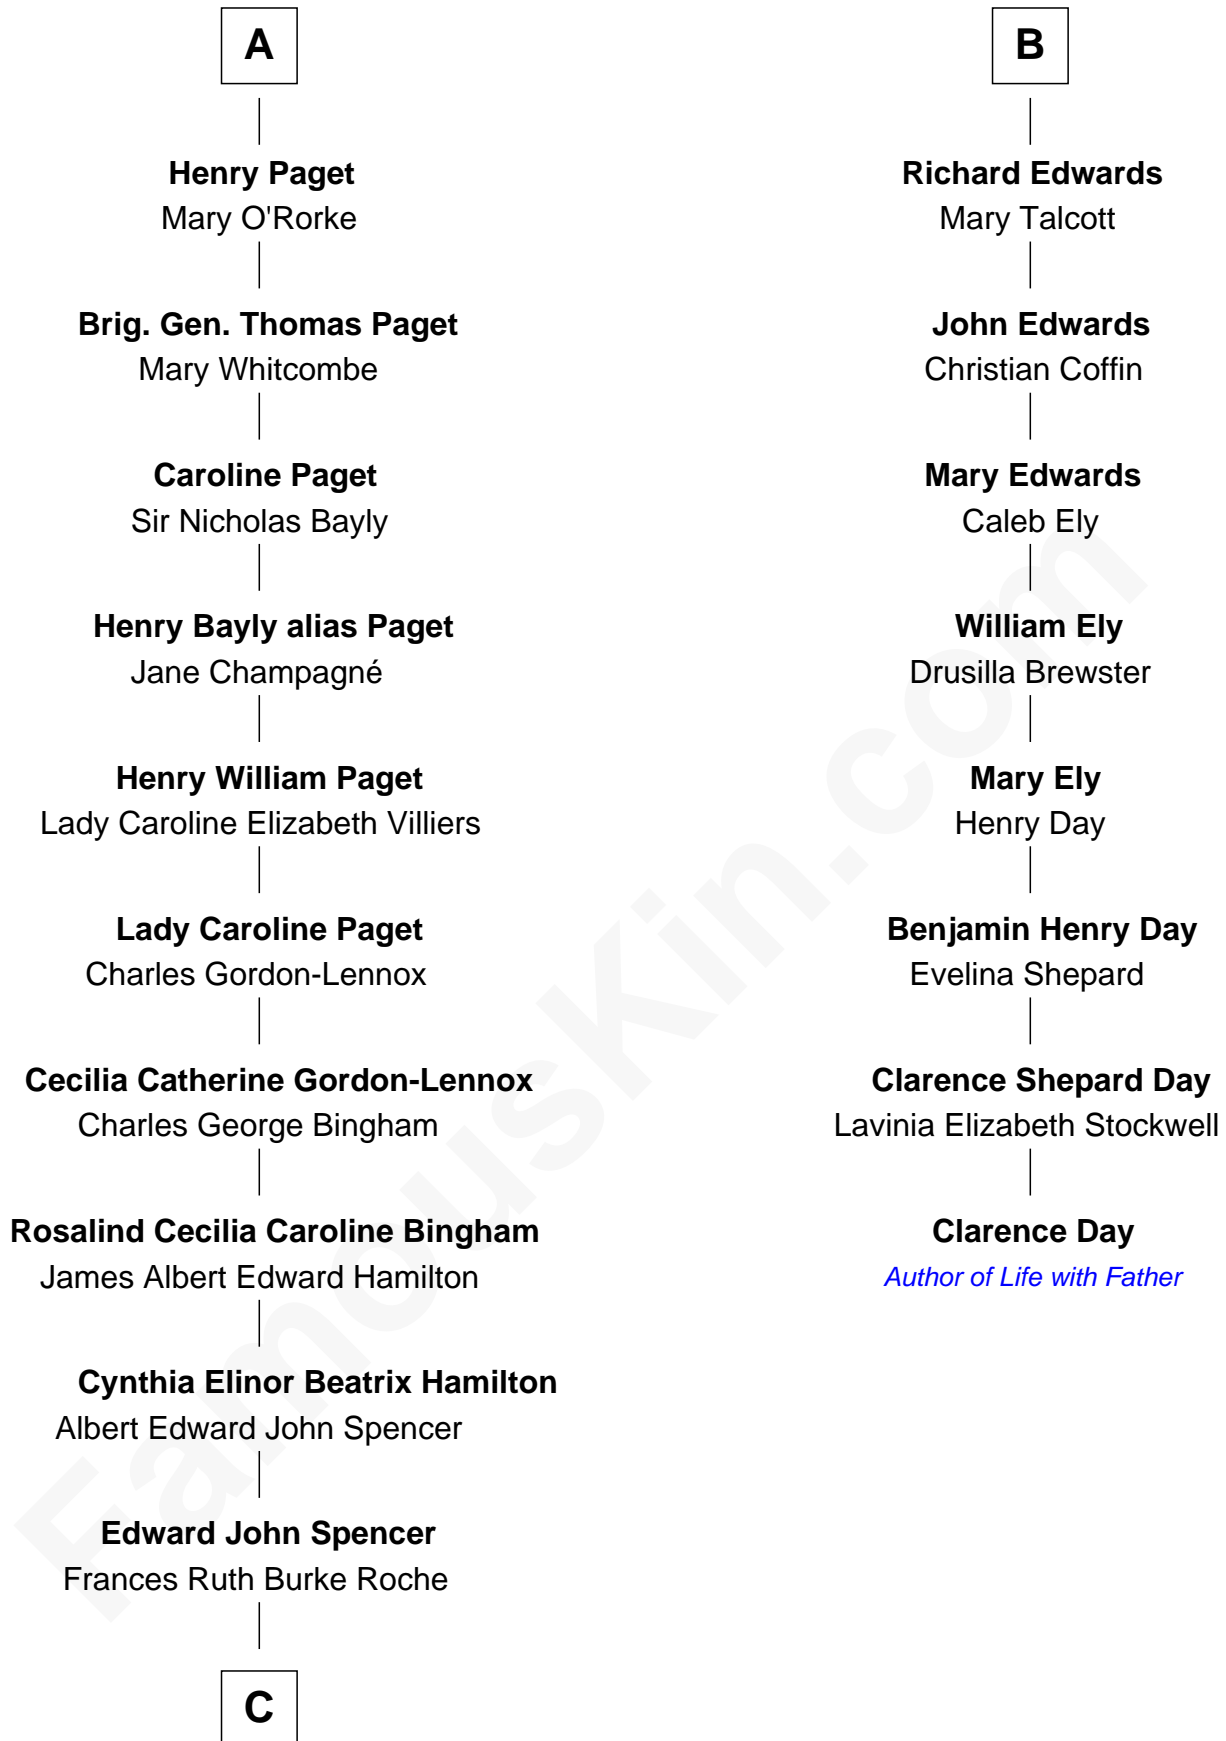 A
Henry Paget
Mary O'Rorke
Brig. Gen. Thomas Paget
Mary Whitcombe
Caroline Paget
Sir Nicholas Bayly
Henry Bayly alias Paget
Jane Champagné
Henry William Paget
Lady Caroline Elizabeth Villiers
Lady Caroline Paget
Charles Gordon-Lennox
Cecilia Catherine Gordon-Lennox
Charles George Bingham
Rosalind Cecilia Caroline Bingham
James Albert Edward Hamilton
Cynthia Elinor Beatrix Hamilton
Albert Edward John Spencer
Edward John Spencer
Frances Ruth Burke Roche
C
B
Richard Edwards
Mary Talcott
John Edwards
Christian Coffin
Mary Edwards
Caleb Ely
William Ely
Drusilla Brewster
Mary Ely
Henry Day
Benjamin Henry Day
Evelina Shepard
Clarence Shepard Day
Lavinia Elizabeth Stockwell
Clarence Day
Author of Life with Father
FamousKin.com